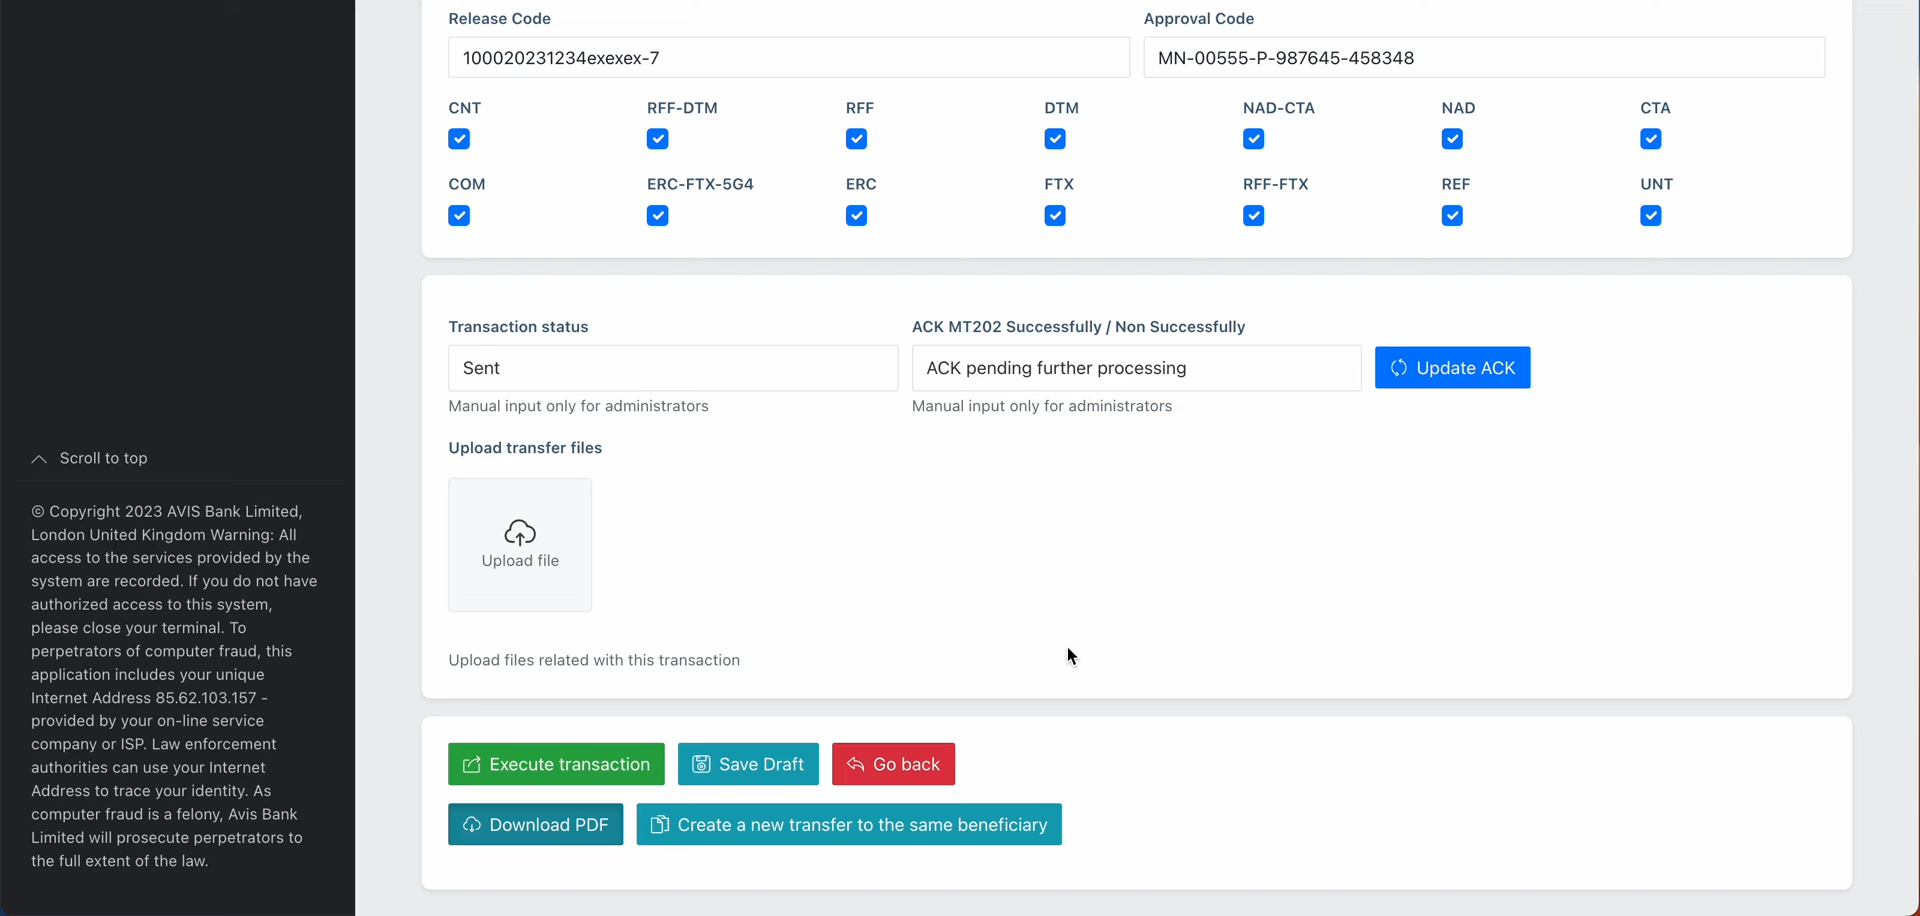 Release Code
Approval Code
100020231234exexex-7
MN-00555-P-987645-458348
CNT
RFF-DTM
RFF
DTM
NAD-CTA
NAD
CTA
COM
ERC-FTX-5G4
ERC
FTX
RFF-FTX
REF
UNT
Transaction status
ACK MT202 Successfully / Non Successfully
Sent
ACK pending further processing
Update ACK
Manual input only for administrators
Manual input only for administrators
Upload transfer files
Upload file
Upload files related with this transaction
Execute transaction
Save Draft
Go back
Download PDF
Create a new transfer to the same beneficiary
Scroll to top
© Copyright 2023 AVIS Bank Limited,
London United Kingdom Warning: All
access to the services provided by the
system are recorded. If you do not have
authorized access to this system,
please close your terminal. To
perpetrators of computer fraud, this
application includes your unique
Internet Address 85.62.103.157 -
provided by your on-line service
company or ISP. Law enforcement
authorities can use your Internet
Address to trace your identity. As
computer fraud is a felony, Avis Bank
Limited will prosecute perpetrators to
the full extent of the law.